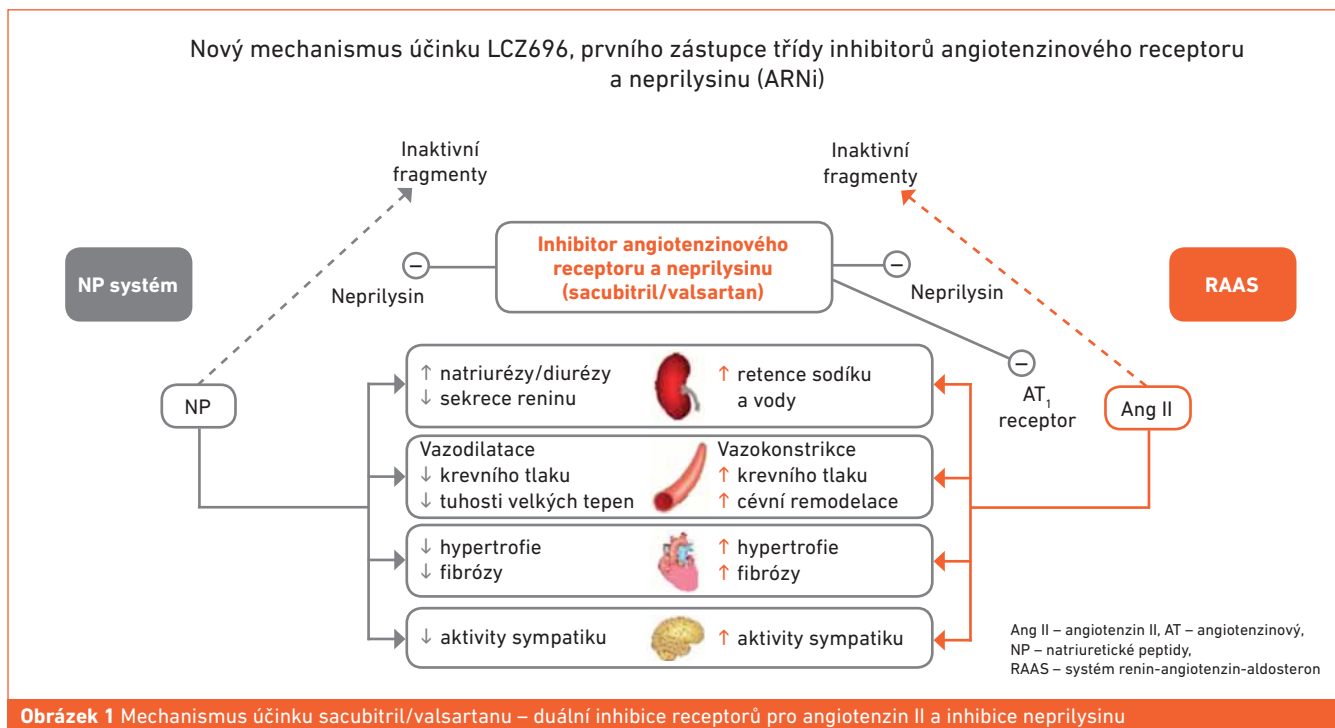 Nový mechanismus účinku LCZ696, prvního zástupce třídy inhibitorů angiotenzinového receptoru
a neprilysinu (ARNi)
Inaktivní
fragmenty
Inaktivní
fragmenty
NP systém
–
Neprilysin
Inhibitor angiotenzinového
receptoru a neprilysinu
(sacubitril/valsartan)
–
Neprilysin
RAAS
NP
↑ natriurézy/diurézy
↓ sekrece reninu
↑ retence sodíku
a vody
–
AT₁
receptor
Ang II
Vazodilatace
↓ krevního tlaku
↓ tuhosti velkých tepen
Vazokonstrikce
↑ krevního tlaku
↑ cévní remodelace
↓ hypertrofie
↓ fibrózy
↑ hypertrofie
↑ fibrózy
↓ aktivity sympatiku
↑ aktivity sympatiku
Ang II – angiotenzin II, AT – angiotenzinový,
NP – natriuretické peptidy,
RAAS – systém renin-angiotenzin-aldosteron
Obrázek 1 Mechanismus účinku sacubitril/valsartanu – duální inhibice receptorů pro angiotenzin II a inhibice neprilysinu